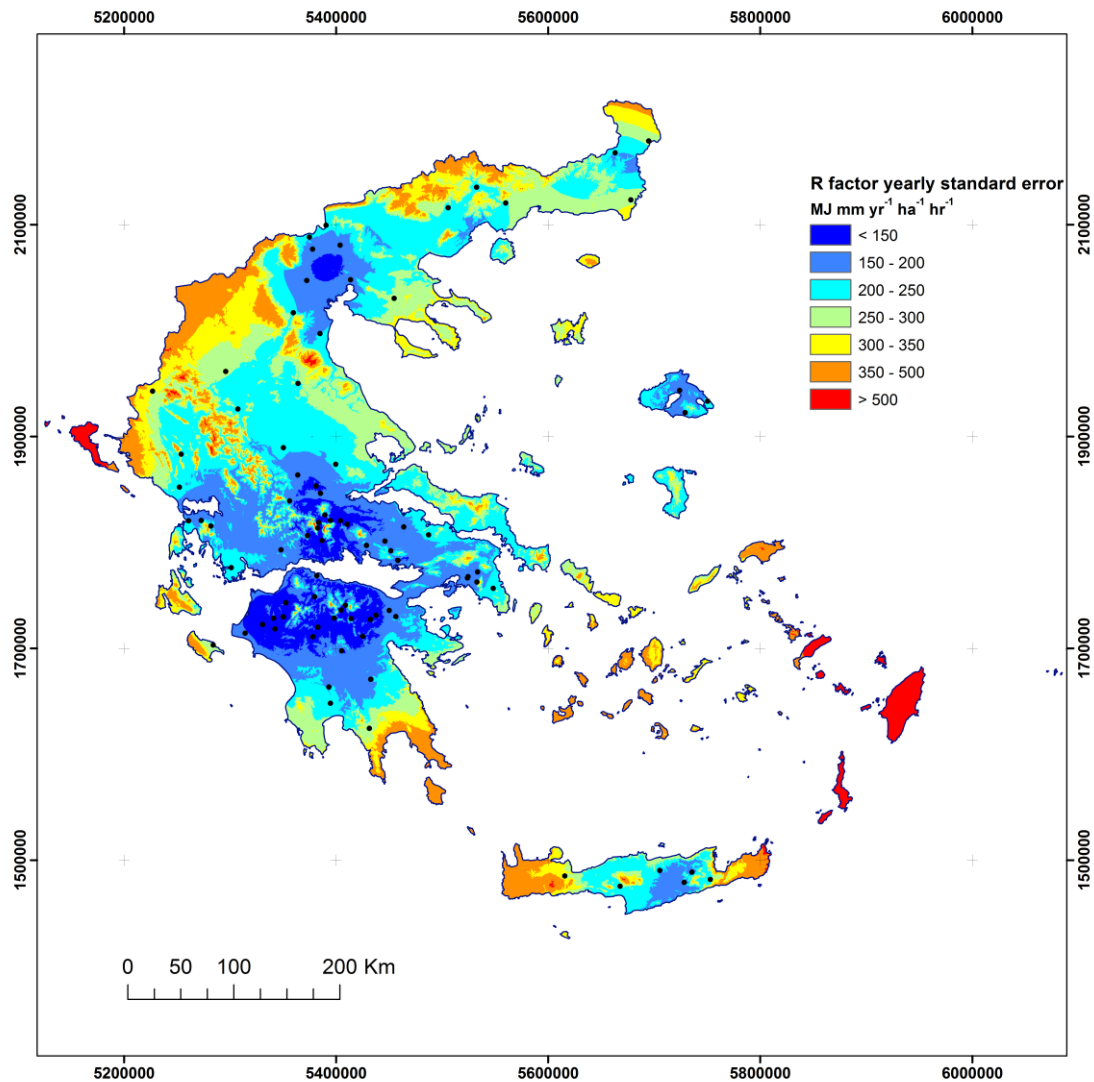 5200000 5400000 5600000 5800000 6000000
R factor yearly standard error
MJ mm yr-1 ha-1 hr-1
< 150
150 - 200
200 - 250
250 - 300
300 - 350
350 - 500
> 500
2100000 2100000
1900000 1900000
1700000 1700000
1500000 1500000
0 50 100 200 Km
5200000 5400000 5600000 5800000 6000000